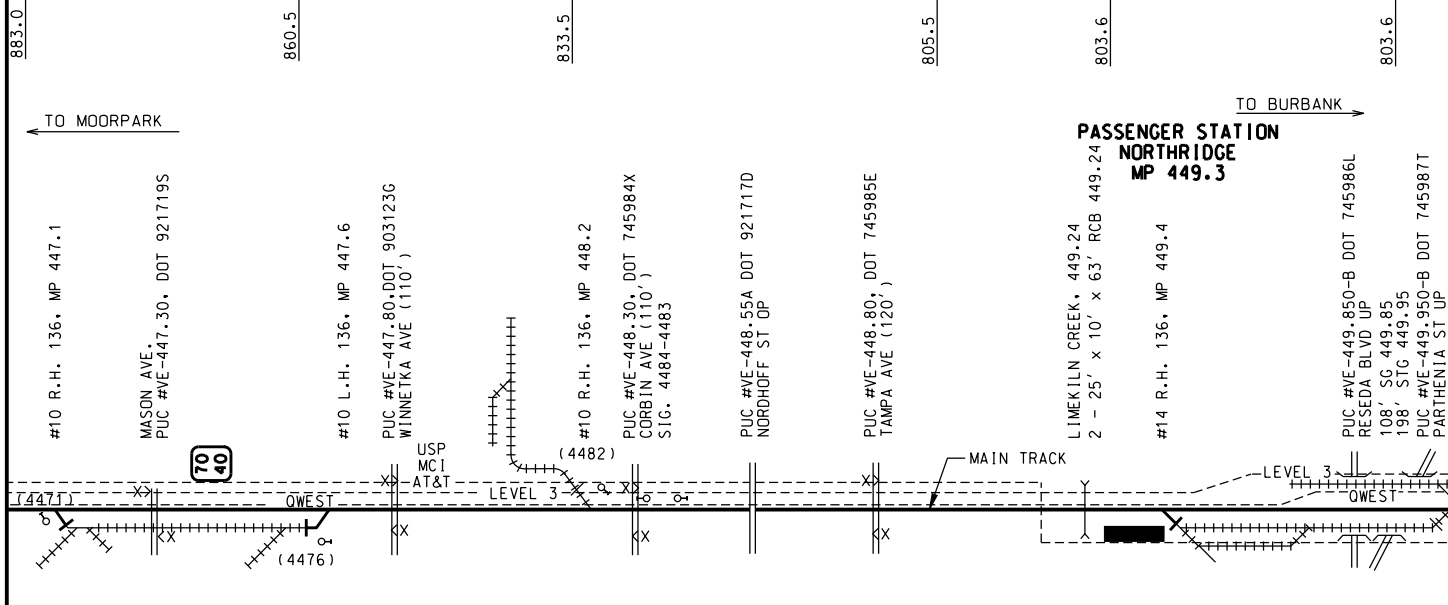 883.0
860.5
833.5
805.5
803.6
803.6
TO MOORPARK
TO BURBANK
PASSENGER STATION
NORTHRIDGE
MP 449.3
#10 R.H. 136, MP 447.1
MASON AVE.
PUC #VE-447.30, DOT 921719S
#10 L.H. 136, MP 447.6
PUC #VE-447.80,DOT 903123G
WINNETKA AVE (110')
#10 R.H. 136, MP 448.2
PUC #VE-448.30, DOT 745984X
CORBIN AVE (110')
SIG. 4484-4483
PUC #VE-448.55A DOT 921717D
NORDHOFF ST OP
PUC #VE-448.80, DOT 745985E
TAMPA AVE (120')
LIMEKILN CREEK, 449.24
2 - 25' x 10' x 63' RCB 449.24
#14 R.H. 136, MP 449.4
PUC #VE-449.850-B DOT 745986L
RESEDA BLVD UP
108' SG 449.85
198' STG 449.95
PUC #VE-449.950-B DOT 745987T
PARTHENIA ST UP
70
40
USP
MCI
AT&T
(4482)
MAIN TRACK
LEVEL 3
LEVEL 3
(4471)
QWEST
QWEST
X
X
X
X
X
X
X
X
(4476)